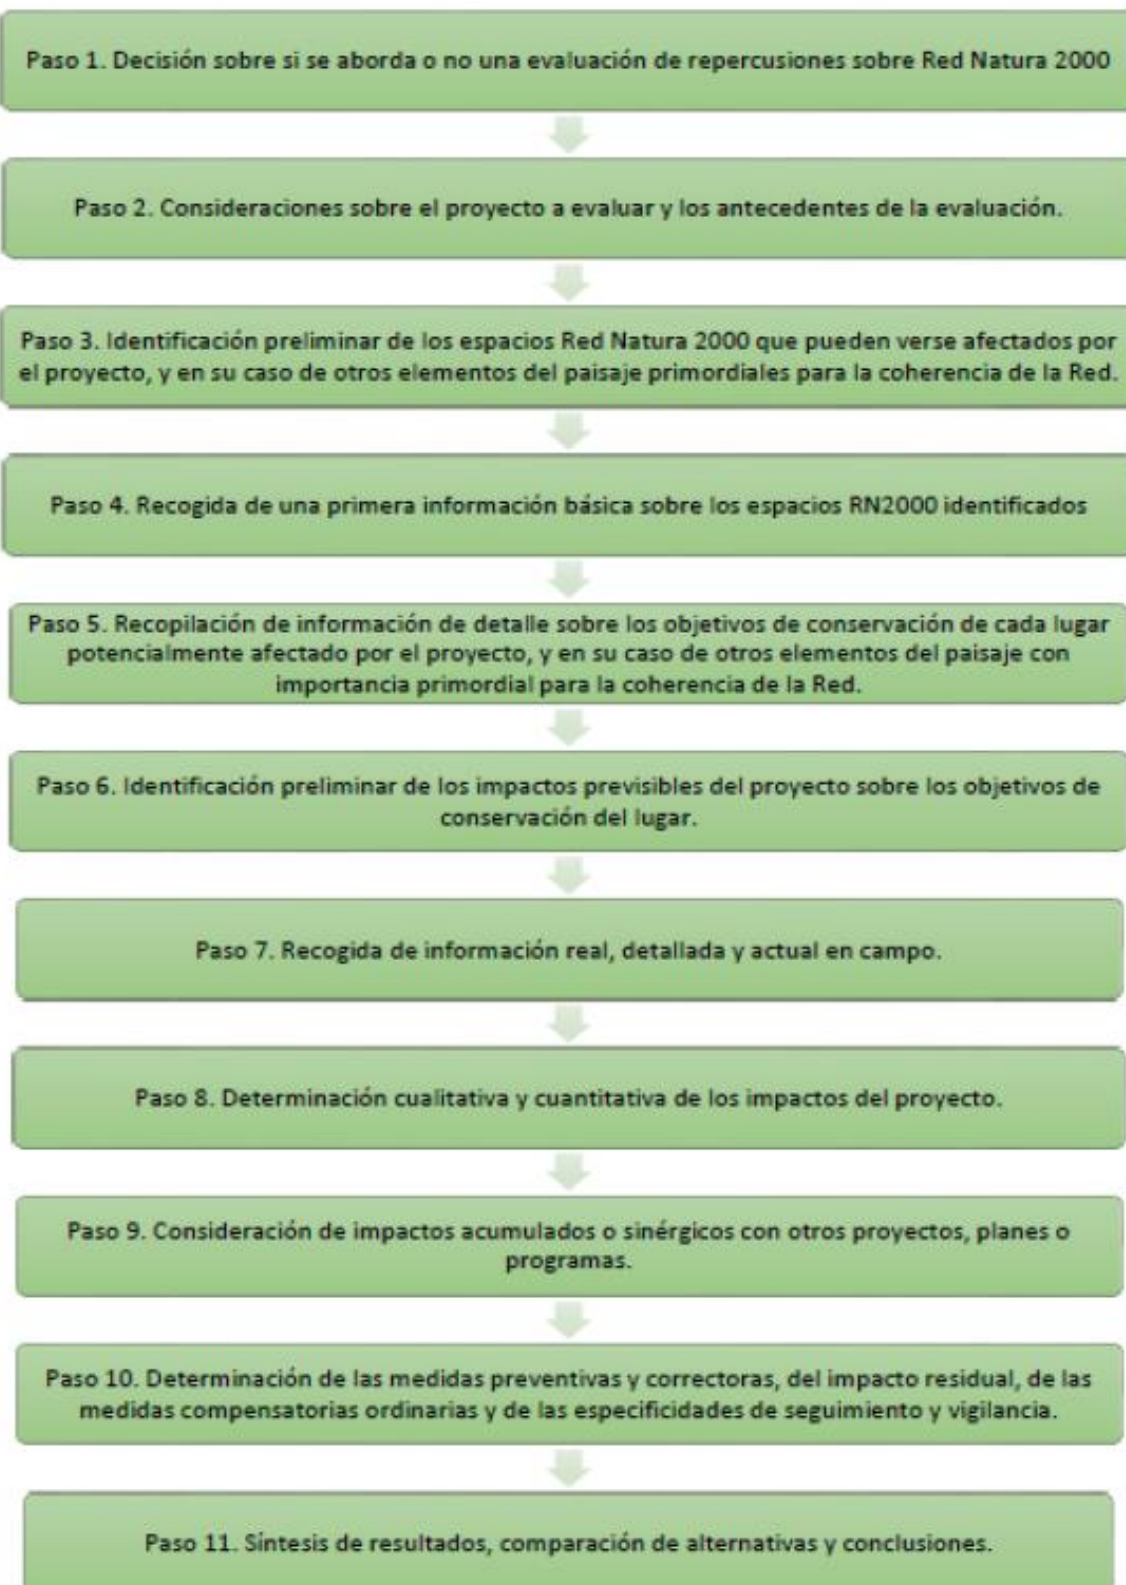 Paso 1. Decisión sobre si se aborda o no una evaluación de repercusiones sobre Red Natura 2000
Paso 2. Consideraciones sobre el proyecto a evaluar y los antecedentes de la evaluación.
Paso 3. Identificación preliminar de los espacios Red Natura 2000 que pueden verse afectados por
el proyecto, y en su caso de otros elementos del paisaje primordiales para la coherencia de la Red.
Paso 4. Recogida de una primera información básica sobre los espacios RN2000 identificados
Paso 5. Recopilación de información de detalle sobre los objetivos de conservación de cada lugar
potencialmente afectado por el proyecto, y en su caso de otros elementos del paisaje con
importancia primordial para la coherencia de la Red.
Paso 6. Identificación preliminar de los impactos previsibles del proyecto sobre los objetivos de
conservación del lugar.
Paso 7. Recogida de información real, detallada y actual en campo.
Paso 8. Determinación cualitativa y cuantitativa de los impactos del proyecto.
Paso 9. Consideración de impactos acumulados o sinérgicos con otros proyectos, planes o
programas.
Paso 10. Determinación de las medidas preventivas y correctoras, del impacto residual, de las
medidas compensatorias ordinarias y de las especificidades de seguimiento y vigilancia.
Paso 11. Síntesis de resultados, comparación de alternativas y conclusiones.